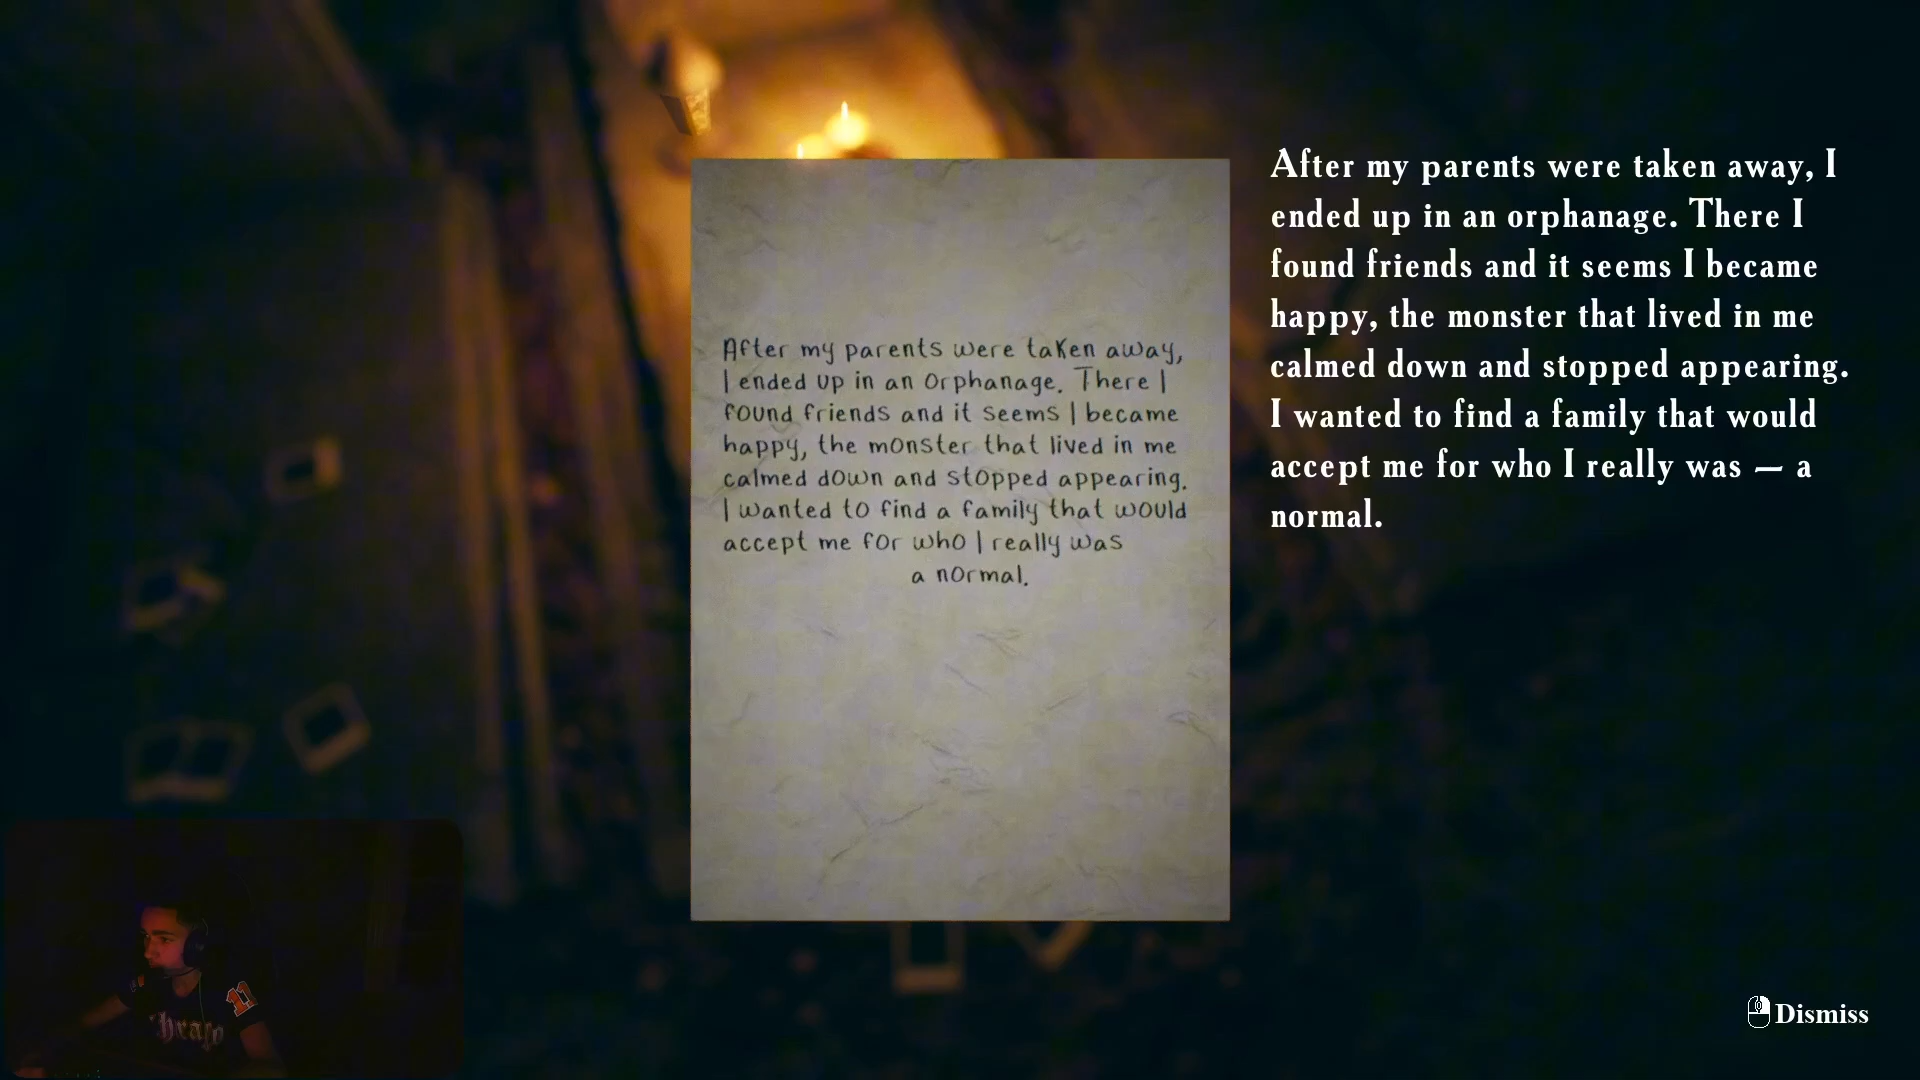 After my parents were taken away,
I ended up in an orphanage. There I
found friends and it seems I became
happy, the monster that lived in me
calmed down and stopped appearing.
I wanted to find a family that would
accept me for who I really was
a normal.
After my parents were taken away, I
ended up in an orphanage. There I
found friends and it seems I became
happy, the monster that lived in me
calmed down and stopped appearing.
I wanted to find a family that would
accept me for who I really was — a
normal.
11
Dismiss